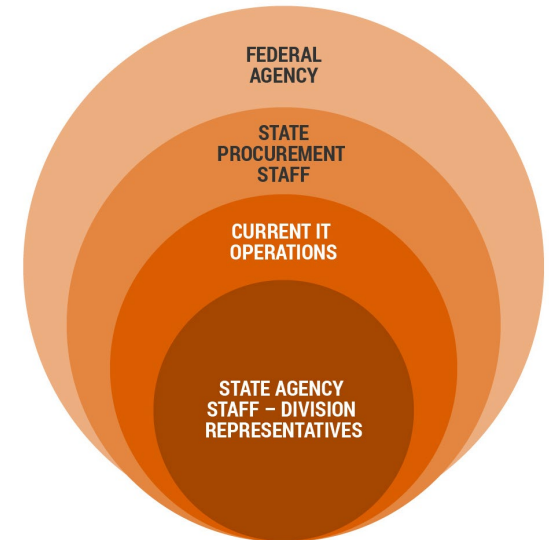 FEDERAL
AGENCY
STATE
PROCUREMENT
STAFF
CURRENT IT
OPERATIONS
STATE AGENCY
STAFF – DIVISION
REPRESENTATIVES